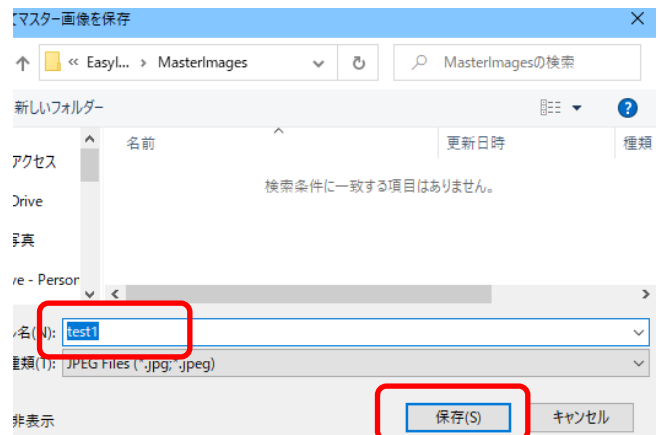 てマスター画像を保存
« EasyI... › MasterImages
MasterImagesの検索
新しいフォルダー
名前
更新日時
種類
アクセス
検索条件に一致する項目はありません。
Drive
写真
ve - Person
ル名(N): test1
種類(T): JPEG Files (*.jpg;*.jpeg)
非表示
保存(S)
キャンセル